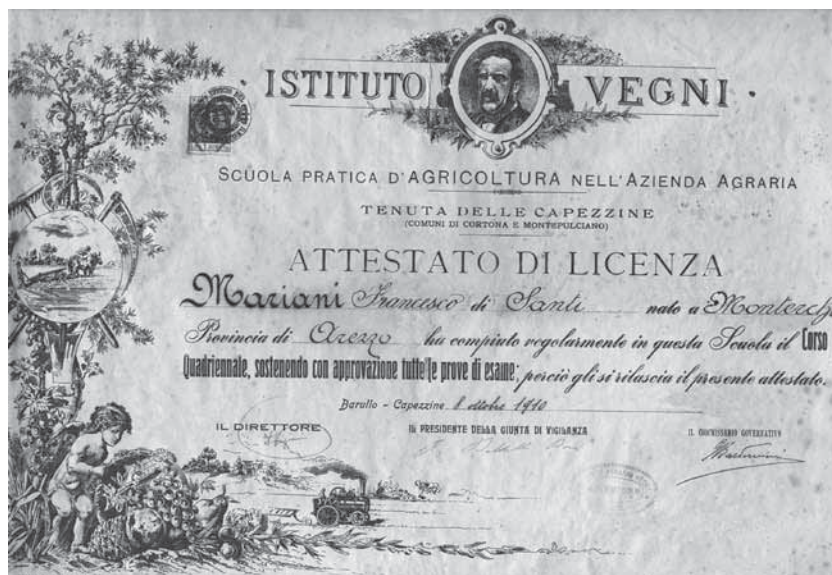 ISTITUTO VEGNI.
SCUOLA PRATICA D'AGRICOLTURA NELL'AZIENDA AGRARIA
TENUTA DELLE CAPEZZINE
(COMUNI DI CORTONA E MONTEPULCIANO)
ATTESTATO DI LICENZA
Mariani Francesco di Santi nato a Monterchi
Provincia di Arezzo ha compiuto regolarmente in questa Scuola il Corso
Quadriennale, sostenendo con approvazione tutte le prove di esame; perciò gli si rilascia il presente attestato.
Barullo - Capezzine 8 ottobre 1910
IL DIRETTORE IL PRESIDENTE DELLA GIUNTA DI VIGILANZA IL COMMISSARIO GOVERNATIVO